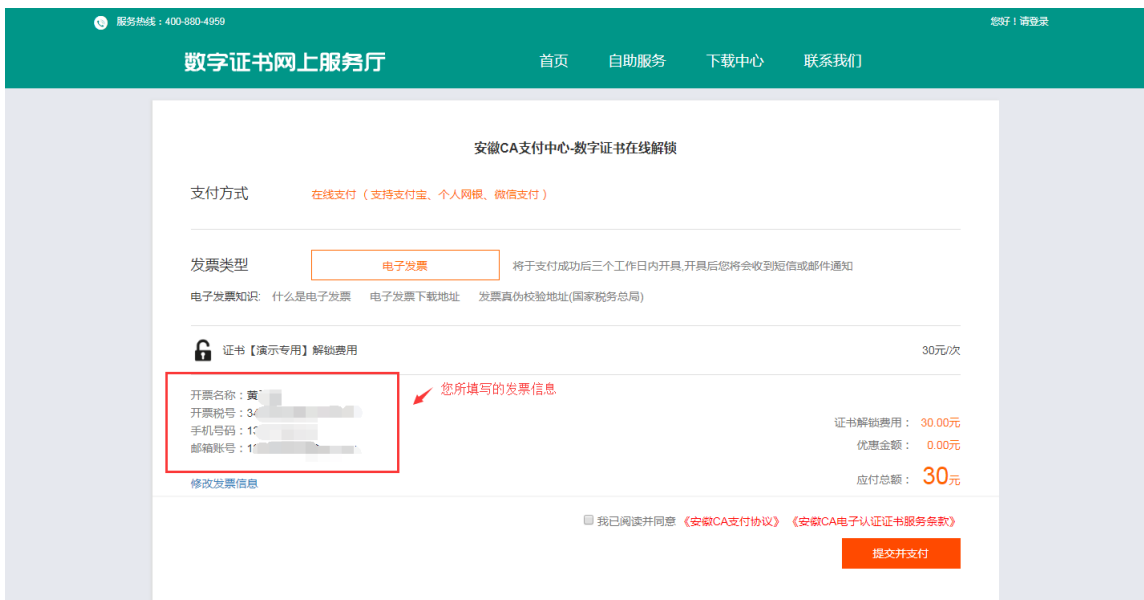 服务热线：400-880-4959
您好！请登录
数字证书网上服务厅
首页 自助服务 下载中心 联系我们
安徽CA支付中心-数字证书在线解锁
支付方式 在线支付（支持支付宝、个人网银、微信支付）
发票类型 电子发票 将于支付成功后三个工作日内开具,开具后您将会收到短信或邮件通知
电子发票知识: 什么是电子发票 电子发票下载地址 发票真伪校验地址(国家税务总局)
证书【演示专用】解锁费用 30元/次
您所填写的发票信息
开票名称：黄
开票税号：34
手机号码：13
邮箱账号：1
修改发票信息
证书解锁费用： 30.00元
优惠金额： 0.00元
应付总额： 30元
我已阅读并同意 《安徽CA支付协议》 《安徽CA电子认证证书服务条款》
提交并支付